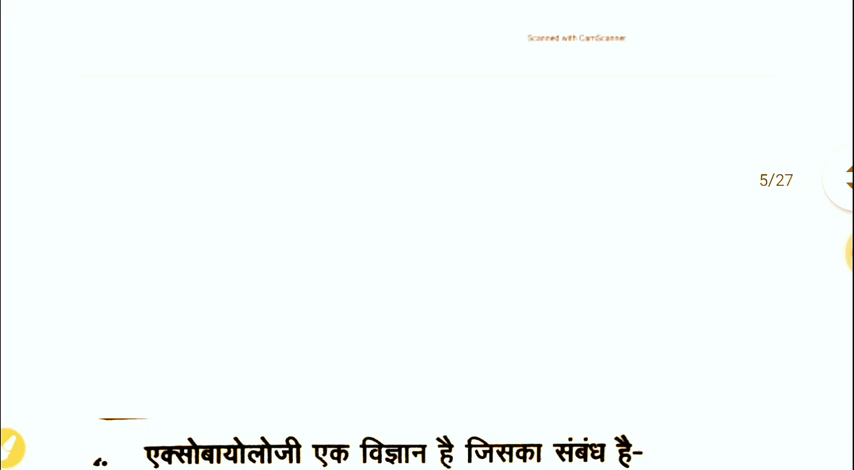 Scanned with CamScanner
5/27
एक्सोबायोलोजी एक विज्ञान है जिसका संबंध है-